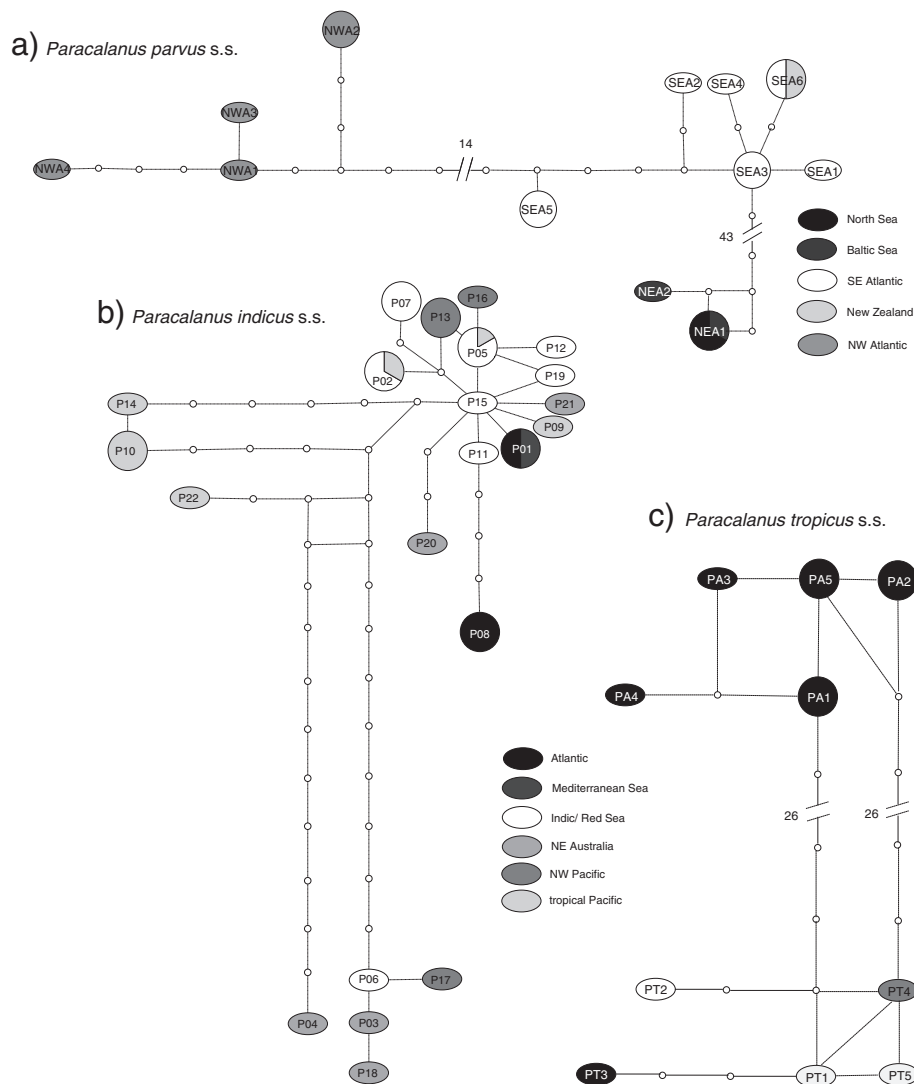 a) Paracalanus parvus s.s.
NWA2
NWA3
NWA4
NWA1
14
SEA5
SEA2
SEA4
SEA6
SEA3
SEA1
43
NEA2
NEA1
North Sea
Baltic Sea
SE Atlantic
New Zealand
NW Atlantic
b) Paracalanus indicus s.s.
P07
P13
P16
P02
P05
P12
P19
P14
P15
P21
P09
P10
P11
P01
P22
P20
P08
P06
P17
P04
P03
P18
Atlantic
Mediterranean Sea
Indic/ Red Sea
NE Australia
NW Pacific
tropical Pacific
c) Paracalanus tropicus s.s.
PA3
PA5
PA2
PA4
PA1
26
26
PT2
PT4
PT3
PT1
PT5